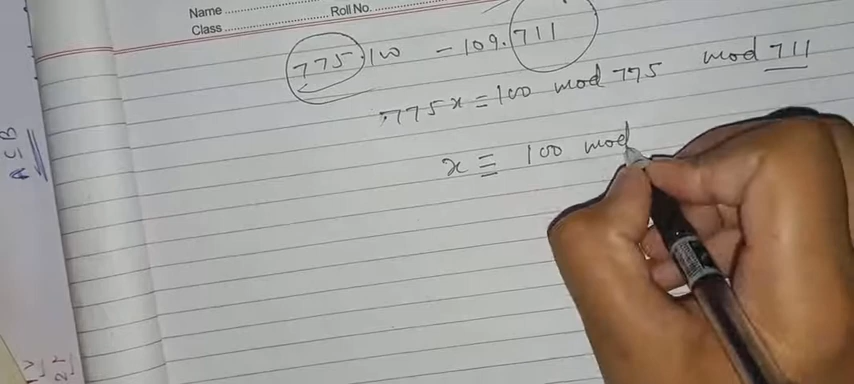 Name
Class Roll No.
775.100 - 109.711
775x ≡ 100 mod 775 mod 711
x ≡ 100 mod